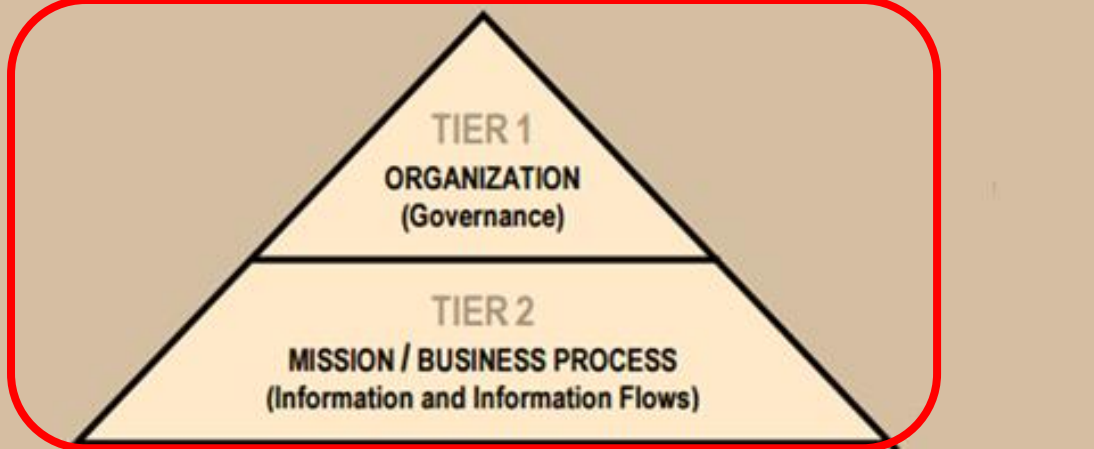 TIER 1
ORGANIZATION
(Governance)
TIER 2
MISSION / BUSINESS PROCESS
(Information and Information Flows)